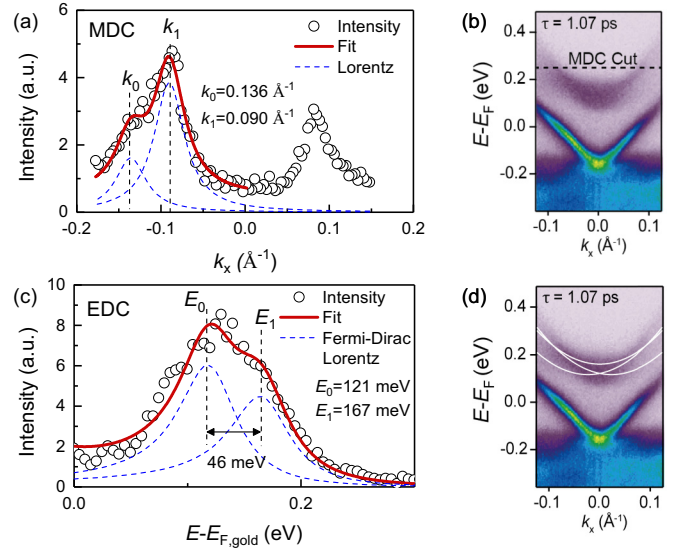 (a)
MDC
k₁
k₀
Intensity
Fit
Lorentz
k₀=0.136 Å⁻¹
k₁=0.090 Å⁻¹
6
4
2
0
Intensity (a.u.)
-0.2 -0.1 0.0 0.1 0.2
kₓ (Å⁻¹)
(b)
τ = 1.07 ps
MDC Cut
0.4
0.2
0.0
-0.2
E-E_F (eV)
-0.1 0.0 0.1
kₓ (Å⁻¹)
(c)
EDC
E₀
E₁
Intensity
Fit
Fermi-Dirac
Lorentz
E₀=121 meV
E₁=167 meV
46 meV
10
8
6
4
2
0
Intensity (a.u.)
0.0 0.2
E-E_F,gold (eV)
(d)
τ = 1.07 ps
0.4
0.2
0.0
-0.2
E-E_F (eV)
-0.1 0.0 0.1
kₓ (Å⁻¹)